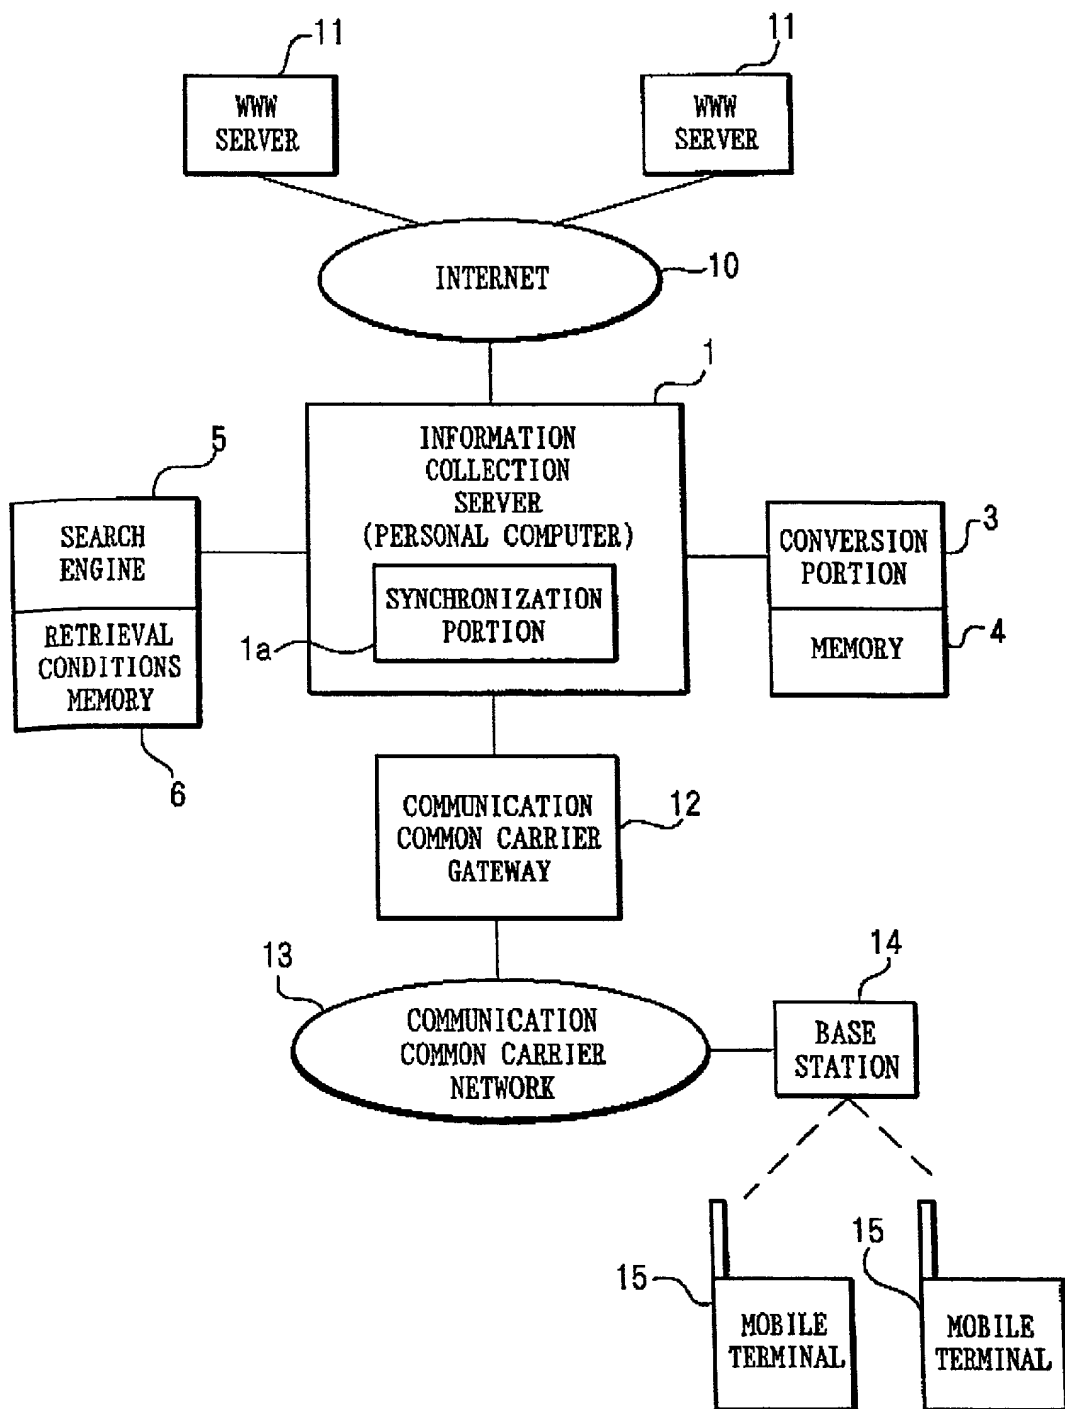 11
11
WWW
SERVER
WWW
SERVER
INTERNET
10
1
INFORMATION
COLLECTION
SERVER
(PERSONAL COMPUTER)
SYNCHRONIZATION
PORTION
1a
5
SEARCH
ENGINE
RETRIEVAL
CONDITIONS
MEMORY
6
CONVERSION
PORTION
3
MEMORY
4
COMMUNICATION
COMMON CARRIER
GATEWAY
12
13
COMMUNICATION
COMMON CARRIER
NETWORK
14
BASE
STATION
15
MOBILE
TERMINAL
15
MOBILE
TERMINAL